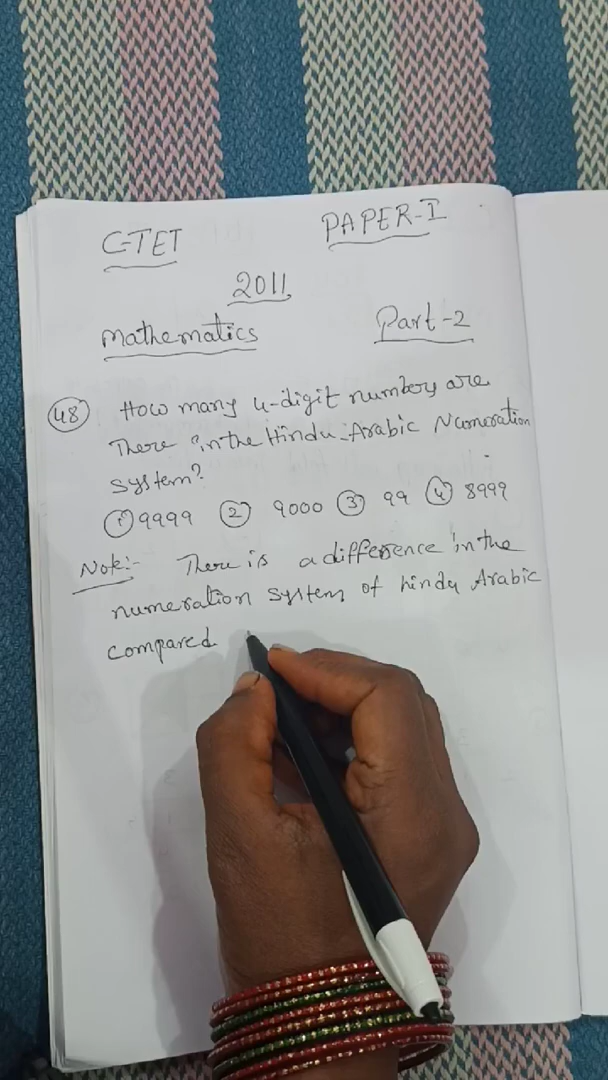 C-TET PAPER-I
2011
Mathematics Part-2
48 How many 4-digit numbers are
There in the Hindu-Arabic Numeration
System?
① 9999 ② 9000 ③ 99 ④ 8999
Note:- There is a difference in the
numeration System of hindu Arabic
compared